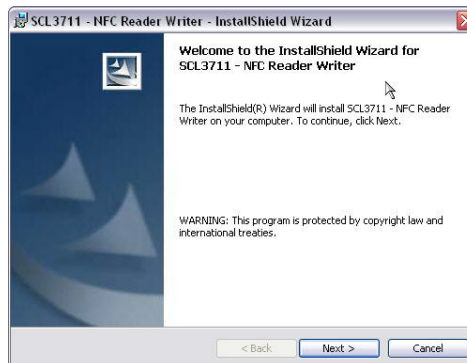 SCL3711 - NFC Reader Writer - InstallShield Wizard
Welcome to the InstallShield Wizard for
SCL3711 - NFC Reader Writer
The InstallShield(R) Wizard will install SCL3711 - NFC Reader
Writer on your computer. To continue, click Next.
WARNING: This program is protected by copyright law and
international treaties.
< Back
Next >
Cancel